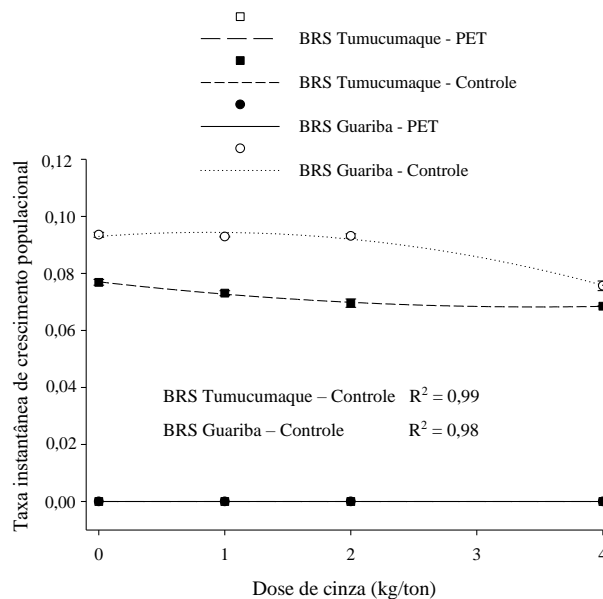 BRS Tumucumaque - PET
BRS Tumucumaque - Controle
BRS Guariba - PET
BRS Guariba - Controle
Taxa instantânea de crescimento populacional
0,12
0,10
0,08
0,06
0,04
0,02
0,00
BRS Tumucumaque – Controle R² = 0,99
BRS Guariba – Controle R² = 0,98
0 1 2 3 4
Dose de cinza (kg/ton)